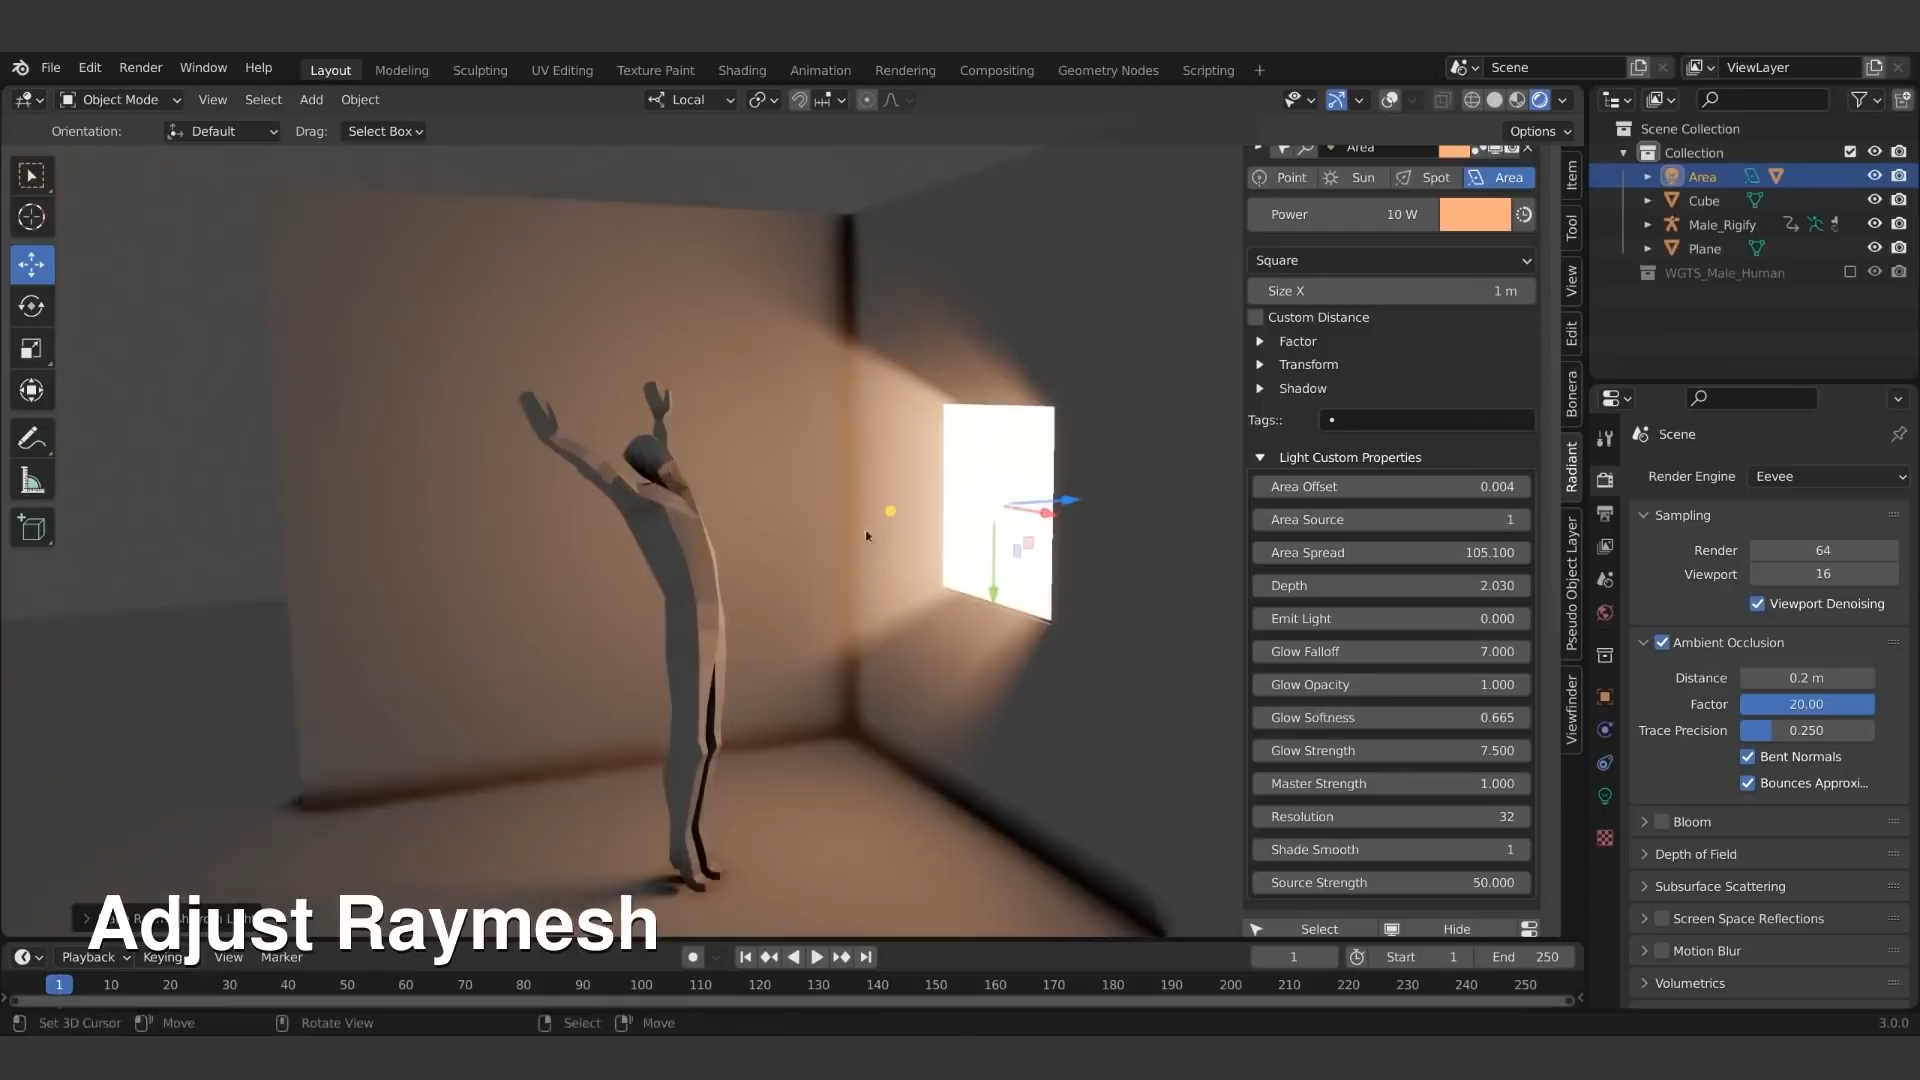 File Edit Render Window Help Layout Modeling Sculpting UV Editing Texture Paint Shading Animation Rendering Compositing Geometry Nodes Scripting + Scene ViewLayer
Object Mode View Select Add Object Local
Orientation: Default Drag: Select Box Options
Area
Point Sun Spot Area
Power 10 W
Square
Size X 1 m
Custom Distance
Factor
Transform
Shadow
Tags::
Light Custom Properties
Area Offset 0.004
Area Source 1
Area Spread 105.100
Depth 2.030
Emit Light 0.000
Glow Falloff 7.000
Glow Opacity 1.000
Glow Softness 0.665
Glow Strength 7.500
Master Strength 1.000
Resolution 32
Shade Smooth 1
Source Strength 50.000
Select Hide
Item
Tool
View
Edit
Bonera
Radiant
Pseudo Object Layer
Viewfinder
Scene Collection
Collection
Area
Cube
Male_Rigify
Plane
WGTS_Male_Human
Scene
Render Engine Eevee
Sampling
Render 64
Viewport 16
Viewport Denoising
Ambient Occlusion
Distance 0.2 m
Factor 20.00
Trace Precision 0.250
Bent Normals
Bounces Approxi...
Bloom
Depth of Field
Subsurface Scattering
Screen Space Reflections
Motion Blur
Volumetrics
Adjust Raymesh
Playback Keying View Marker 1 Start 1 End 250
1 10 20 30 40 50 60 70 80 90 100 110 120 130 140 150 160 170 180 190 200 210 220 230 240 250
Set 3D Cursor Move Rotate View Select Move 3.0.0